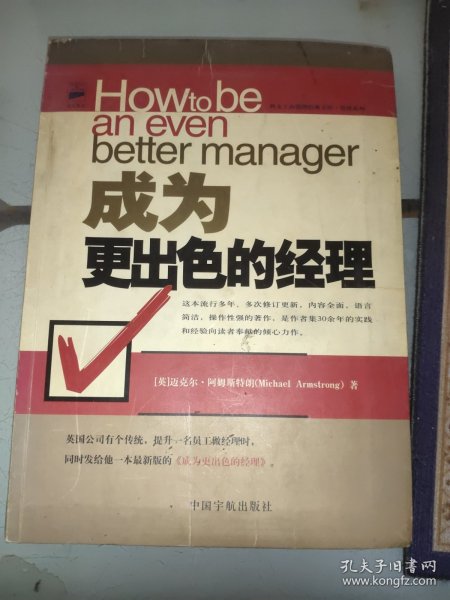 How to be
an even
better manager
成为
更出色的经理
这本流行多年、多次修订更新，内容全面，语言
简洁，操作性强的著作，是作者集30余年的实践
和经验向读者奉献的倾心力作。
[英]迈克尔·阿姆斯特朗(Michael Armstrong) 著
英国公司有个传统，提升一名员工做经理时，
同时发给他一本最新版的《成为更出色的经理》。
中国宇航出版社
孔夫子旧书网
www.kongfz.com